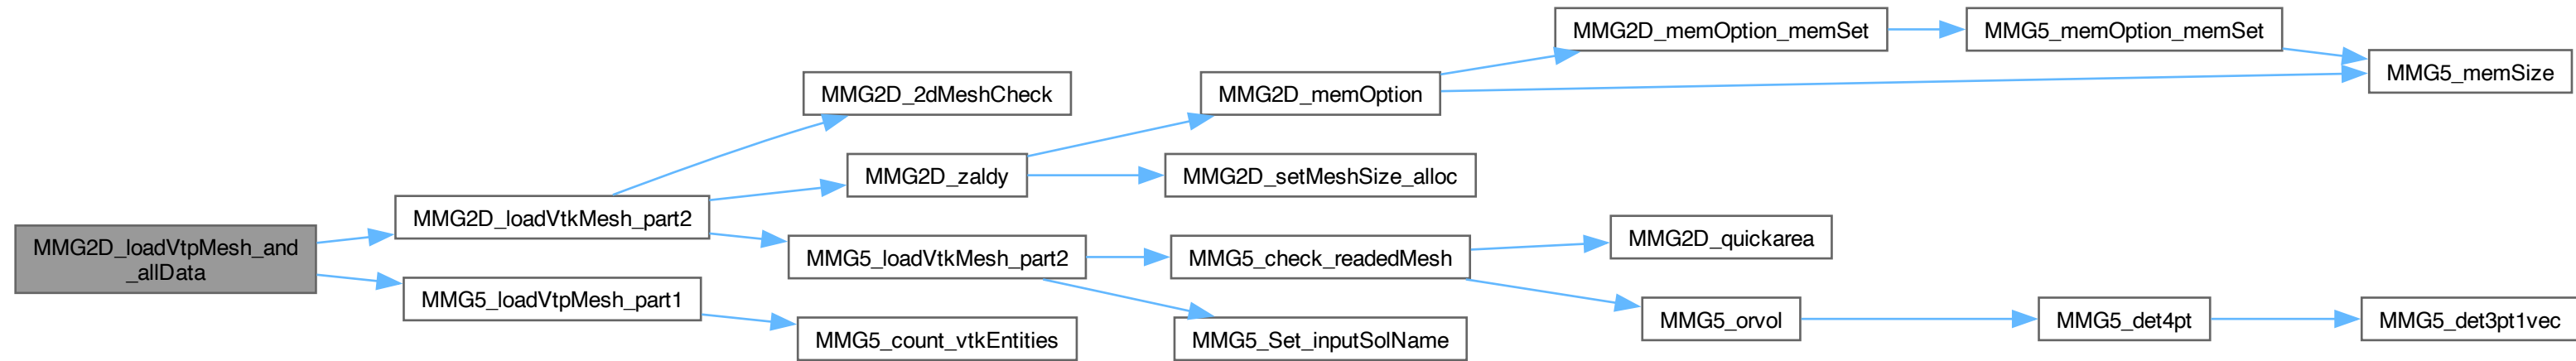 MMG2D_loadVtpMesh_and
_allData
MMG2D_loadVtkMesh_part2
MMG5_loadVtpMesh_part1
MMG2D_2dMeshCheck
MMG2D_zaldy
MMG5_loadVtkMesh_part2
MMG5_count_vtkEntities
MMG2D_memOption
MMG2D_setMeshSize_alloc
MMG5_check_readedMesh
MMG5_Set_inputSolName
MMG2D_memOption_memSet
MMG2D_quickarea
MMG5_orvol
MMG5_memOption_memSet
MMG5_det4pt
MMG5_memSize
MMG5_det3pt1vec